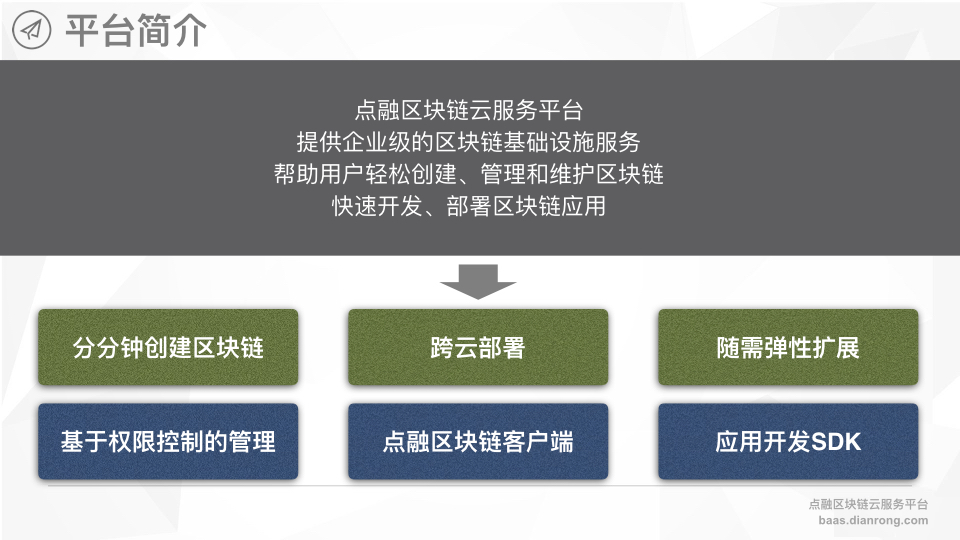 平台简介
点融区块链云服务平台
提供企业级的区块链基础设施服务
帮助用户轻松创建、管理和维护区块链
快速开发、部署区块链应用
分分钟创建区块链
跨云部署
随需弹性扩展
基于权限控制的管理
点融区块链客户端
应用开发SDK
点融区块链云服务平台
baas.dianrong.com